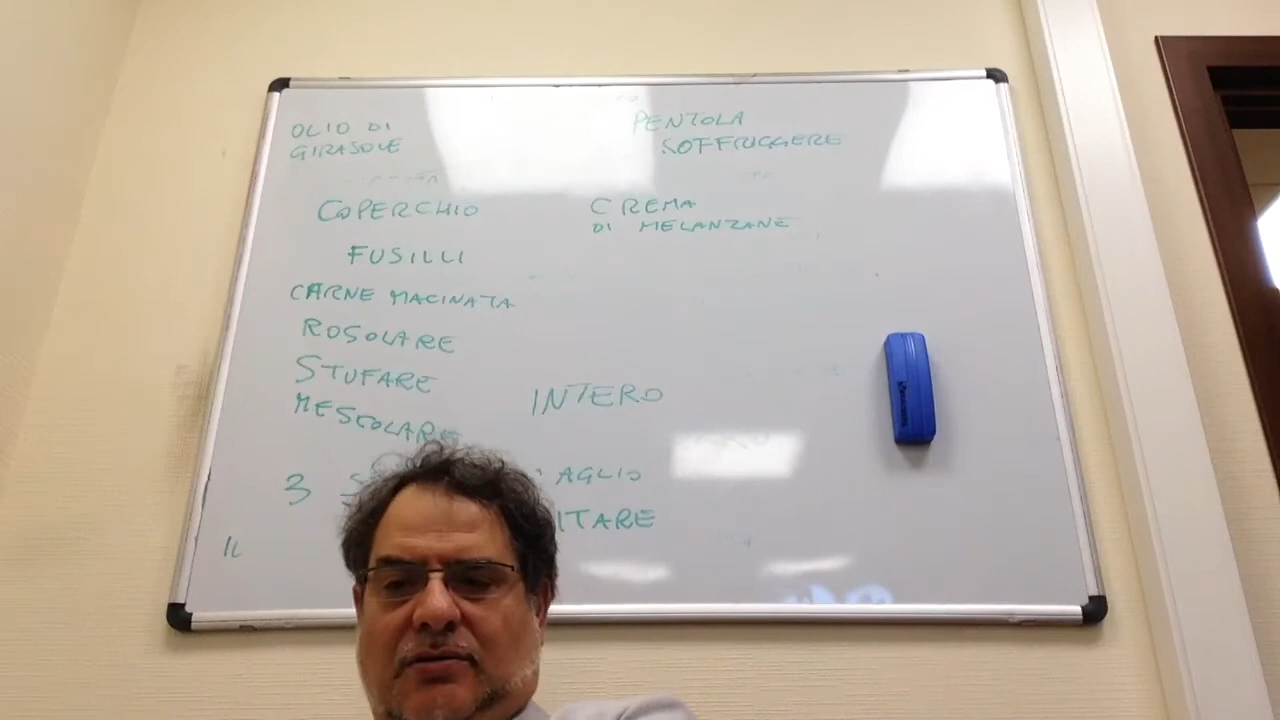 OLIO DI
GIRASOLE
PENTOLA
SOFFRIGGERE
COPERCHIO
CREMA
DI MELANZANE
FUSILLI
CARNE MACINATA
ROSOLARE
STUFARE
INTERO
MESCOLARE
3 S AGLIO
ITARE
IL